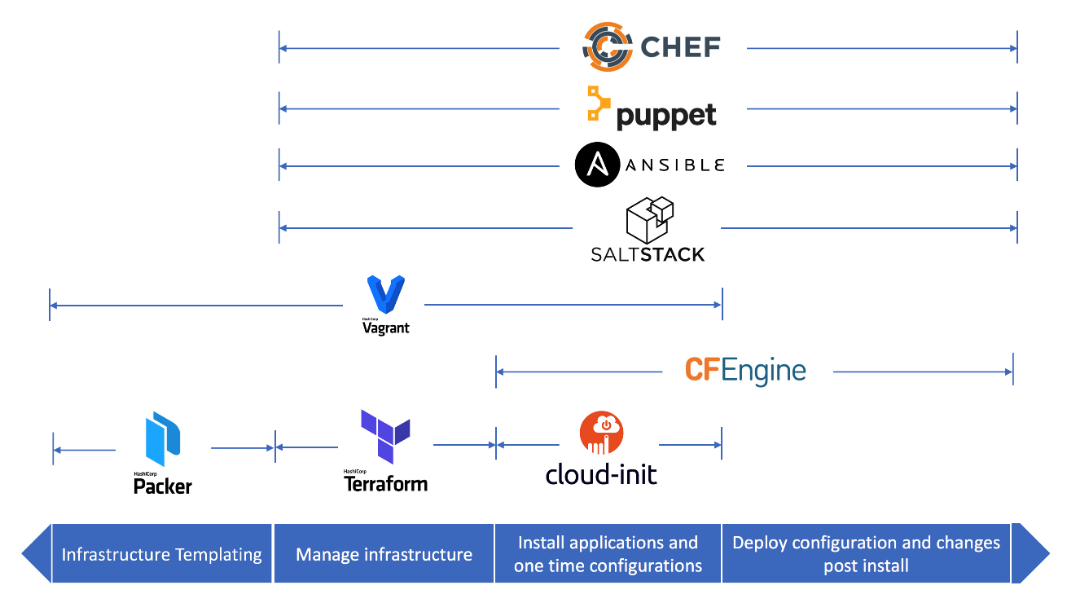 CHEF
puppet
ANSIBLE
SALTSTACK
HashiCorp
Vagrant
CFEngine
HashiCorp
Packer
HashiCorp
Terraform
cloud-init
Infrastructure Templating
Manage infrastructure
Install applications and
one time configurations
Deploy configuration and changes
post install